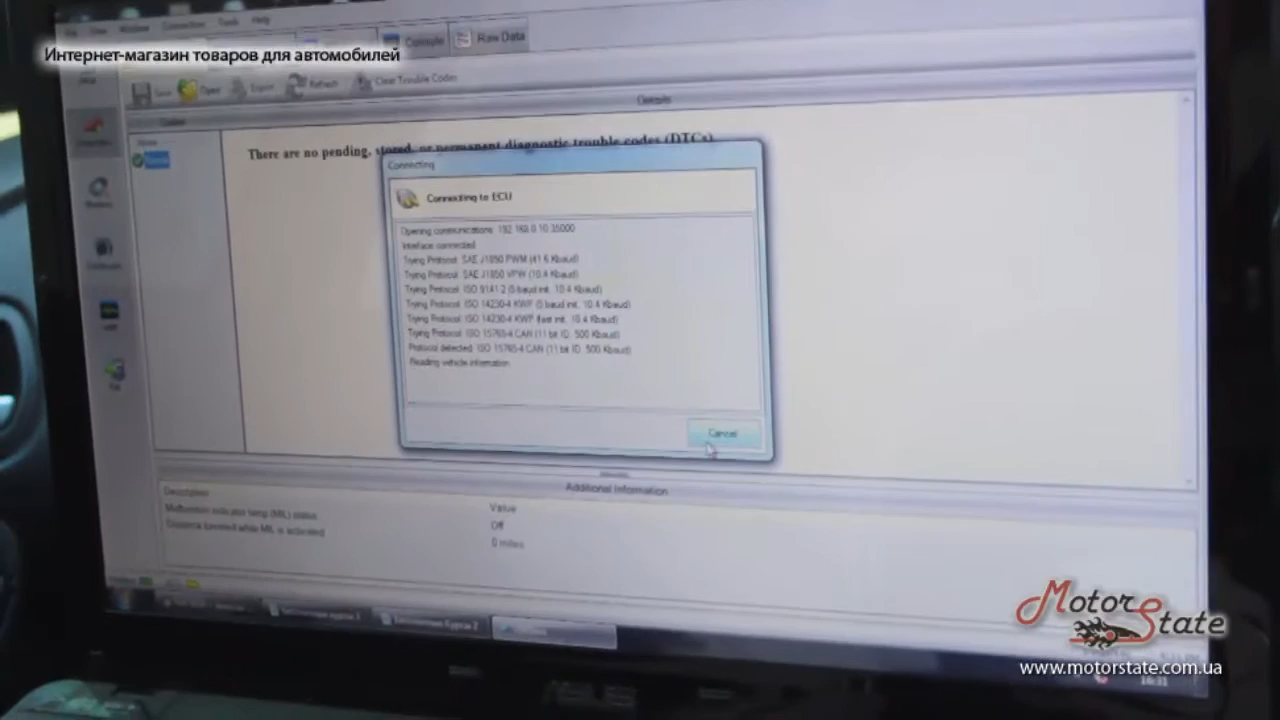 Window Connection Tools Help
Интернет-магазин товаров для автомобилей
Console Raw Data
Save Open Export Refresh Clear Trouble Codes
Details
There are no pending, stored, or permanent diagnostic trouble codes (DTCs).
Connecting
Connecting to ECU
Opening communications: 192.168.0.10:35000
Interface connected
Trying Protocol: SAE J1850 PWM (41.6 Kbaud)
Trying Protocol: SAE J1850 VPW (10.4 Kbaud)
Trying Protocol: ISO 9141-2 (5 baud init, 10.4 Kbaud)
Trying Protocol: ISO 14230-4 KWP (5 baud init, 10.4 Kbaud)
Trying Protocol: ISO 14230-4 KWP (fast init, 10.4 Kbaud)
Trying Protocol: ISO 15765-4 CAN (11 bit ID, 500 Kbaud)
Protocol detected: ISO 15765-4 CAN (11 bit ID, 500 Kbaud)
Reading vehicle information
Cancel
Additional Information
Description Value
Malfunction indicator lamp (MIL) status Off
Distance traveled while MIL is activated 0 miles
Motor State
www.motorstate.com.ua